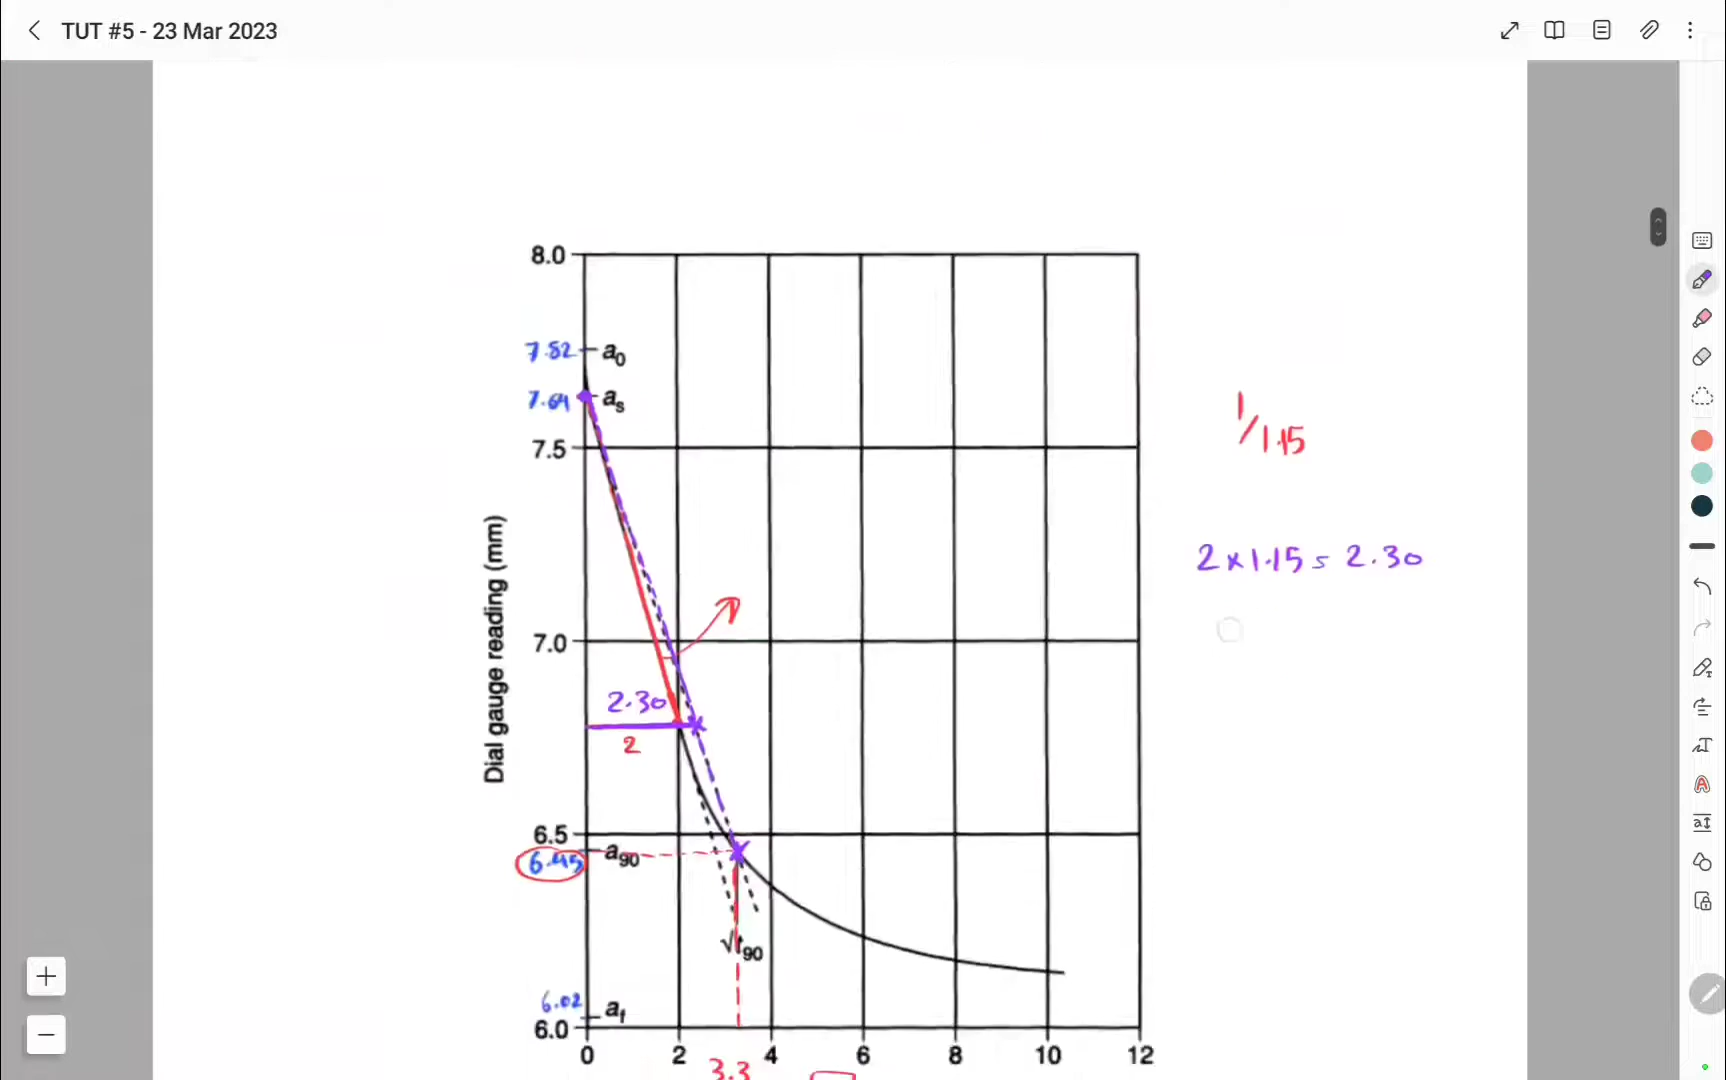 TUT #5 - 23 Mar 2023
8.0
7.82 a0
7.64 as
7.5
1/1.15
2 x 1.15 = 2.30
Dial gauge reading (mm)
7.0
2.30
2
6.5
6.45 a90
√t90
6.02 af
6.0
0 2 4 6 8 10 12
3.3